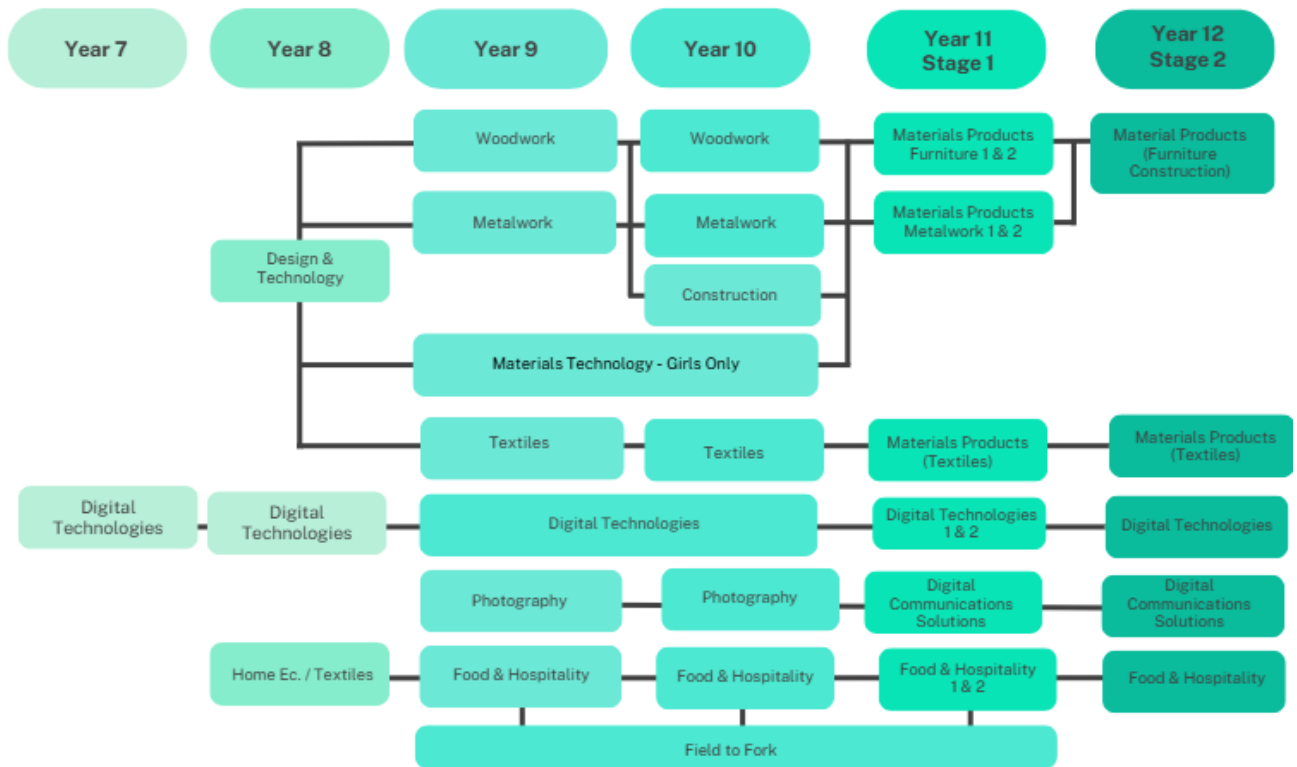 Year 7
Year 8
Year 9
Year 10
Year 11
Stage 1
Year 12
Stage 2
Woodwork
Woodwork
Materials Products
Furniture 1 & 2
Material Products
(Furniture
Construction)
Metalwork
Metalwork
Materials Products
Metalwork 1 & 2
Design &
Technology
Construction
Materials Technology - Girls Only
Textiles
Textiles
Materials Products
(Textiles)
Materials Products
(Textiles)
Digital
Technologies
Digital
Technologies
Digital Technologies
Digital Technologies
1 & 2
Digital Technologies
Photography
Photography
Digital
Communications
Solutions
Digital
Communications
Solutions
Home Ec. / Textiles
Food & Hospitality
Food & Hospitality
Food & Hospitality
1 & 2
Food & Hospitality
Field to Fork